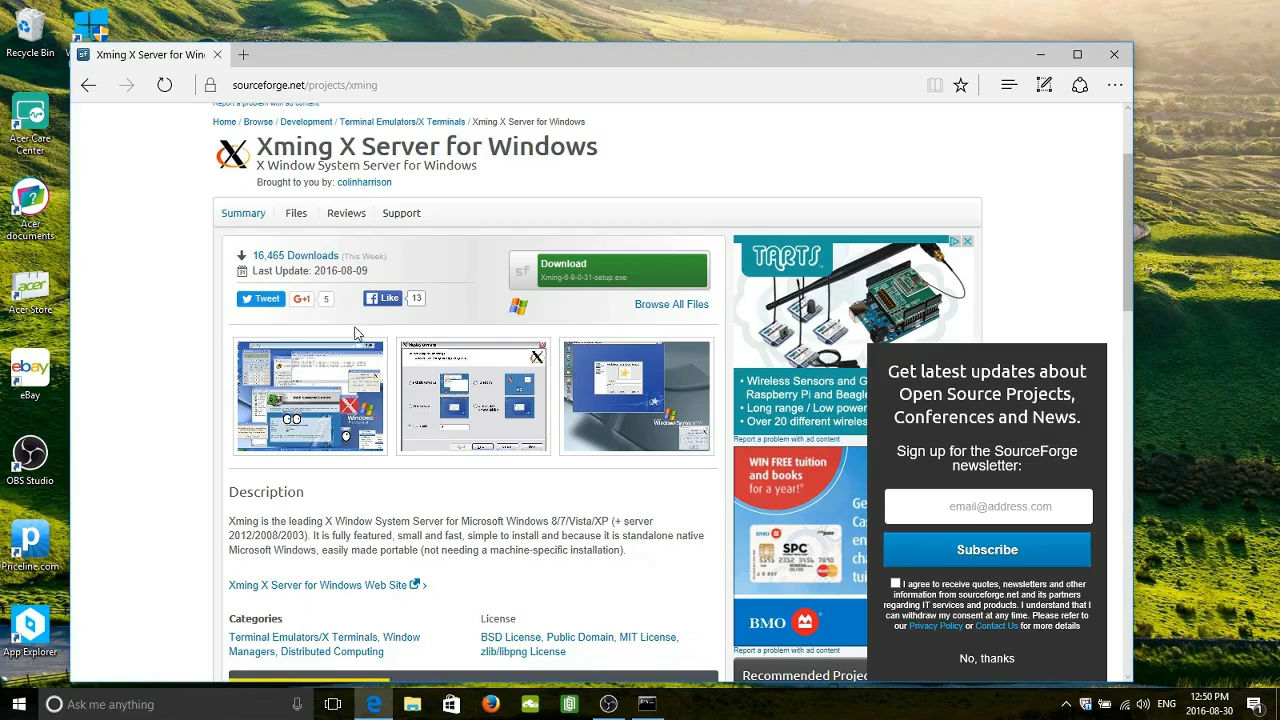 Recycle Bin
Acer Care
Center
Acer
documents
Acer Store
ebay
eBay
OBS Studio
Priceline.com
App Explorer
Xming X Server for Win
sourceforge.net/projects/xming
Report a problem with ad content
Home / Browse / Development / Terminal Emulators/X Terminals / Xming X Server for Windows
Xming X Server for Windows
X Window System Server for Windows
Brought to you by: colinharrison
Summary Files Reviews Support
16,465 Downloads (This Week)
Last Update: 2016-08-09
Tweet G+1 5 Like 13
sf Download
Xming-6-9-0-31-setup.exe
Browse All Files
Description
Xming is the leading X Window System Server for Microsoft Windows 8/7/Vista/XP (+ server
2012/2008/2003). It is fully featured, small and fast, simple to install and because it is standalone native
Microsoft Windows, easily made portable (not needing a machine-specific installation).
Xming X Server for Windows Web Site
Categories
Terminal Emulators/X Terminals, Window
Managers, Distributed Computing
License
BSD License, Public Domain, MIT License,
zlib/libpng License
TARTS
• Wireless Sensors and G
Raspberry Pi and Beagle
• Long range / Low power
• Over 20 different wireles
Report a problem with ad content
WIN FREE tuition
and books
for a year!*
SPC
BMO
Report a problem with ad content
Recommended Projec
Get latest updates about
Open Source Projects,
Conferences and News.
Sign up for the SourceForge
newsletter:
email@address.com
Subscribe
I agree to receive quotes, newsletters and other
information from sourceforge.net and its partners
regarding IT services and products. I understand that I
can withdraw my consent at any time. Please refer to
our Privacy Policy or Contact Us for more details
No, thanks
Ask me anything
12:50 PM
2016-08-30